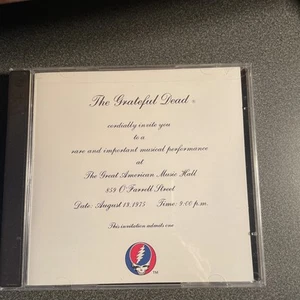 The Grateful Dead
cordially invite you
to a
rare and important musical performance
at
The Great American Music Hall
859 O'Farrell Street
Date: August 13, 1975 Time: 9:00 p.m.
This invitation admits one
TM